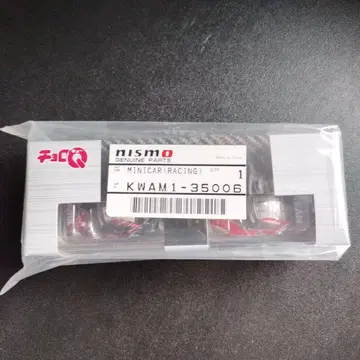 チョロQ
nismo
GENUINE PARTS
MINICAR(RACING)
1
KWAM1-35006